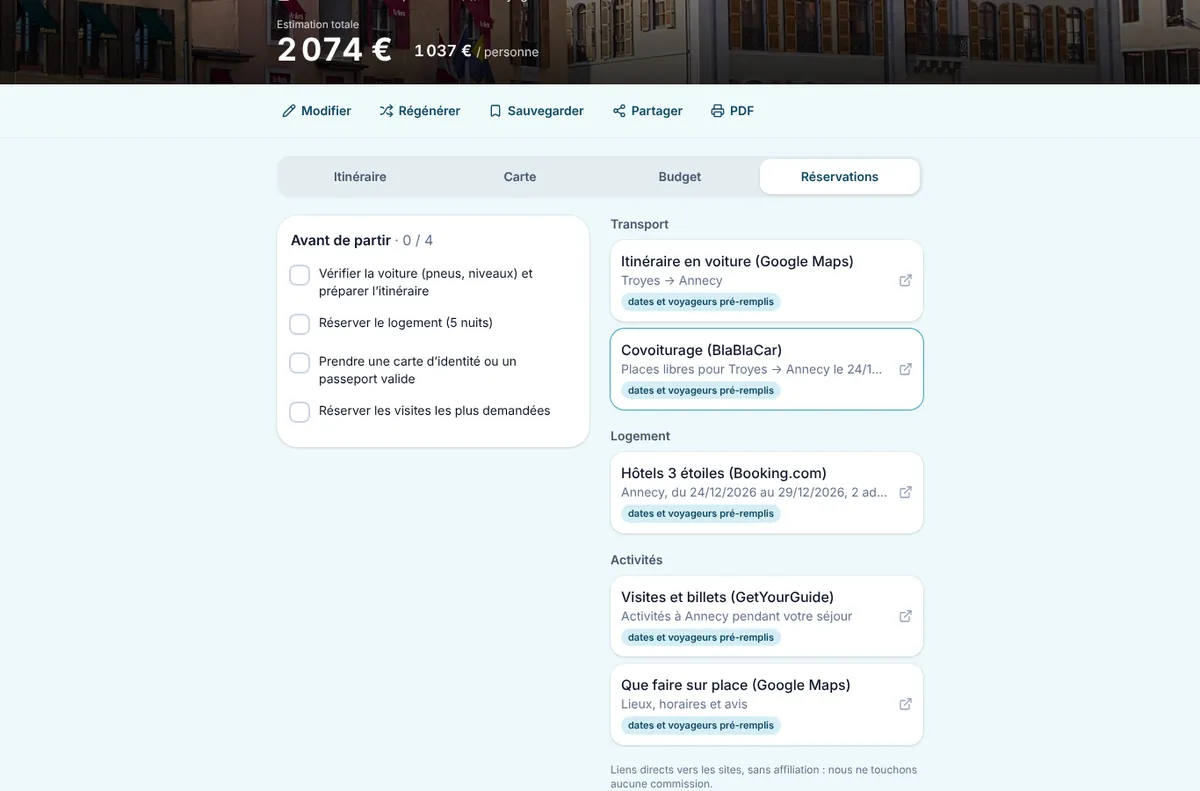 Estimation totale
2 074 € 1 037 € / personne
Modifier
Régénérer
Sauvegarder
Partager
PDF
Itinéraire
Carte
Budget
Réservations
Avant de partir · 0 / 4
Vérifier la voiture (pneus, niveaux) et
préparer l’itinéraire
Réserver le logement (5 nuits)
Prendre une carte d’identité ou un
passeport valide
Réserver les visites les plus demandées
Transport
Itinéraire en voiture (Google Maps)
Troyes → Annecy
dates et voyageurs pré-remplis
Covoiturage (BlaBlaCar)
Places libres pour Troyes → Annecy le 24/1...
dates et voyageurs pré-remplis
Logement
Hôtels 3 étoiles (Booking.com)
Annecy, du 24/12/2026 au 29/12/2026, 2 ad...
dates et voyageurs pré-remplis
Activités
Visites et billets (GetYourGuide)
Activités à Annecy pendant votre séjour
dates et voyageurs pré-remplis
Que faire sur place (Google Maps)
Lieux, horaires et avis
dates et voyageurs pré-remplis
Liens directs vers les sites, sans affiliation : nous ne touchons
aucune commission.